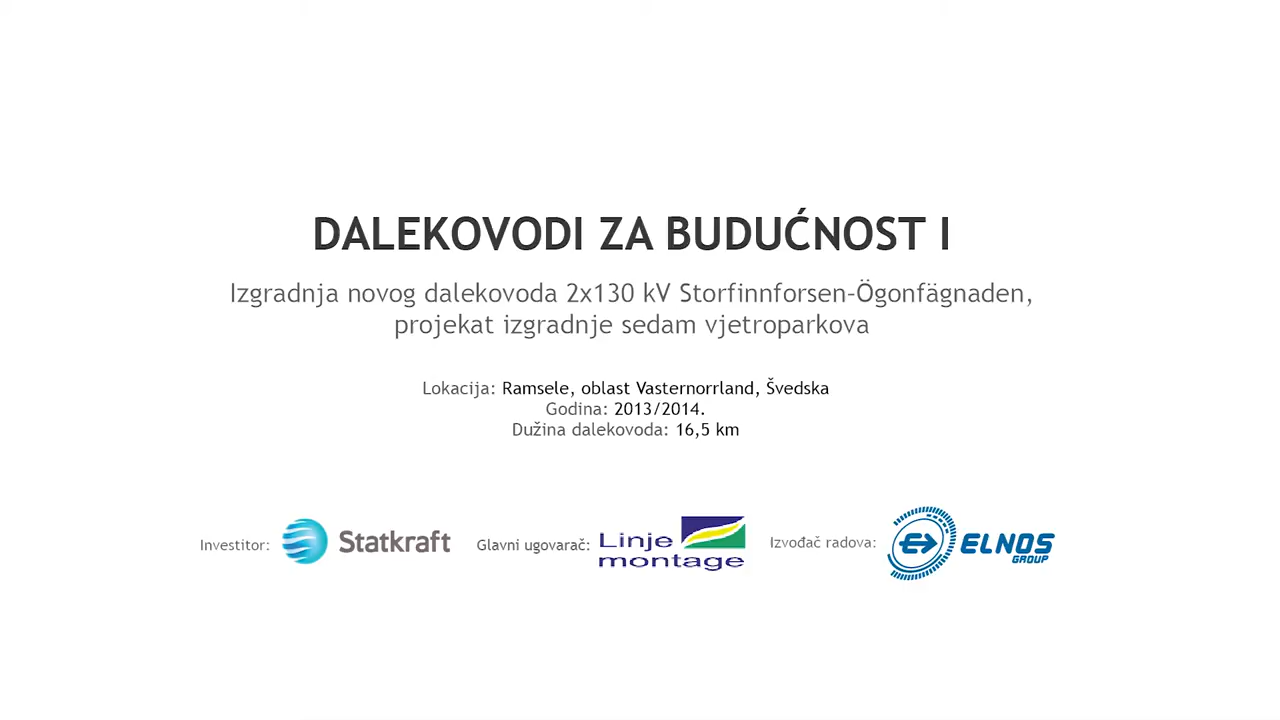 DALEKOVODI ZA BUDUĆNOST I
Izgradnja novog dalekovoda 2x130 kV Storfinnforsen-Ögonfägnaden,
projekat izgradnje sedam vjetroparkova
Lokacija: Ramsele, oblast Vasternorrland, Švedska
Godina: 2013/2014.
Dužina dalekovoda: 16,5 km
Investitor: Statkraft
Glavni ugovarač: Linje montage
Izvođač radova: ELNOS GROUP